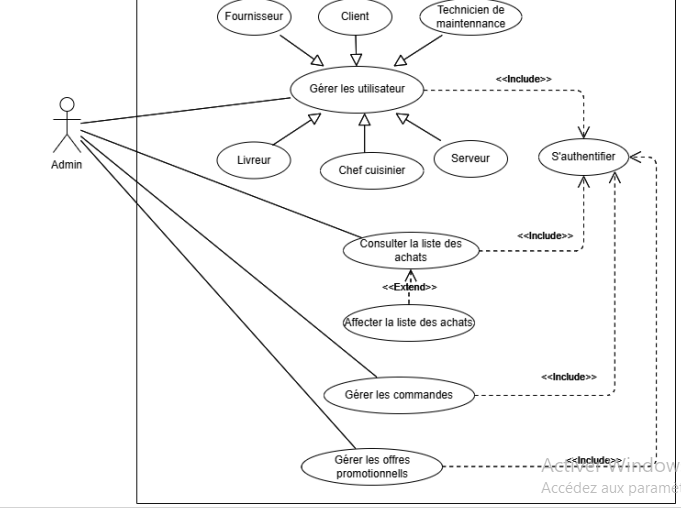 Fournisseur
Client
Technicien de
maintennance
Gérer les utilisateur
<<Include>>
Admin
Livreur
Chef cuisinier
Serveur
S'authentifier
Consulter la liste des
achats
<<Include>>
<<Extend>>
Affecter la liste des achats
<<Include>>
Gérer les commandes
Gérer les offres
promotionnells
<<Include>>
Activer Window
Accédez aux paramèt